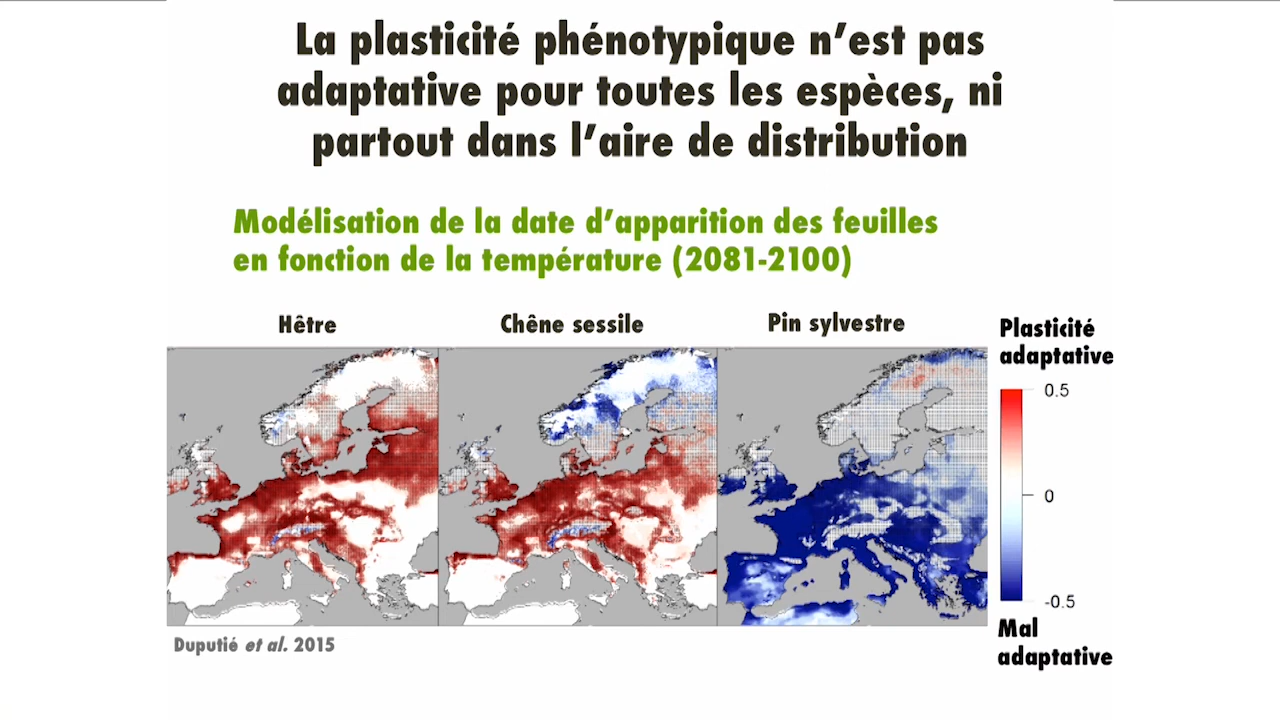 La plasticité phénotypique n’est pas
adaptative pour toutes les espèces, ni
partout dans l’aire de distribution
Modélisation de la date d’apparition des feuilles
en fonction de la température (2081-2100)
Hêtre
Chêne sessile
Pin sylvestre
Plasticité
adaptative
0.5
0
-0.5
Mal
adaptative
Duputié et al. 2015